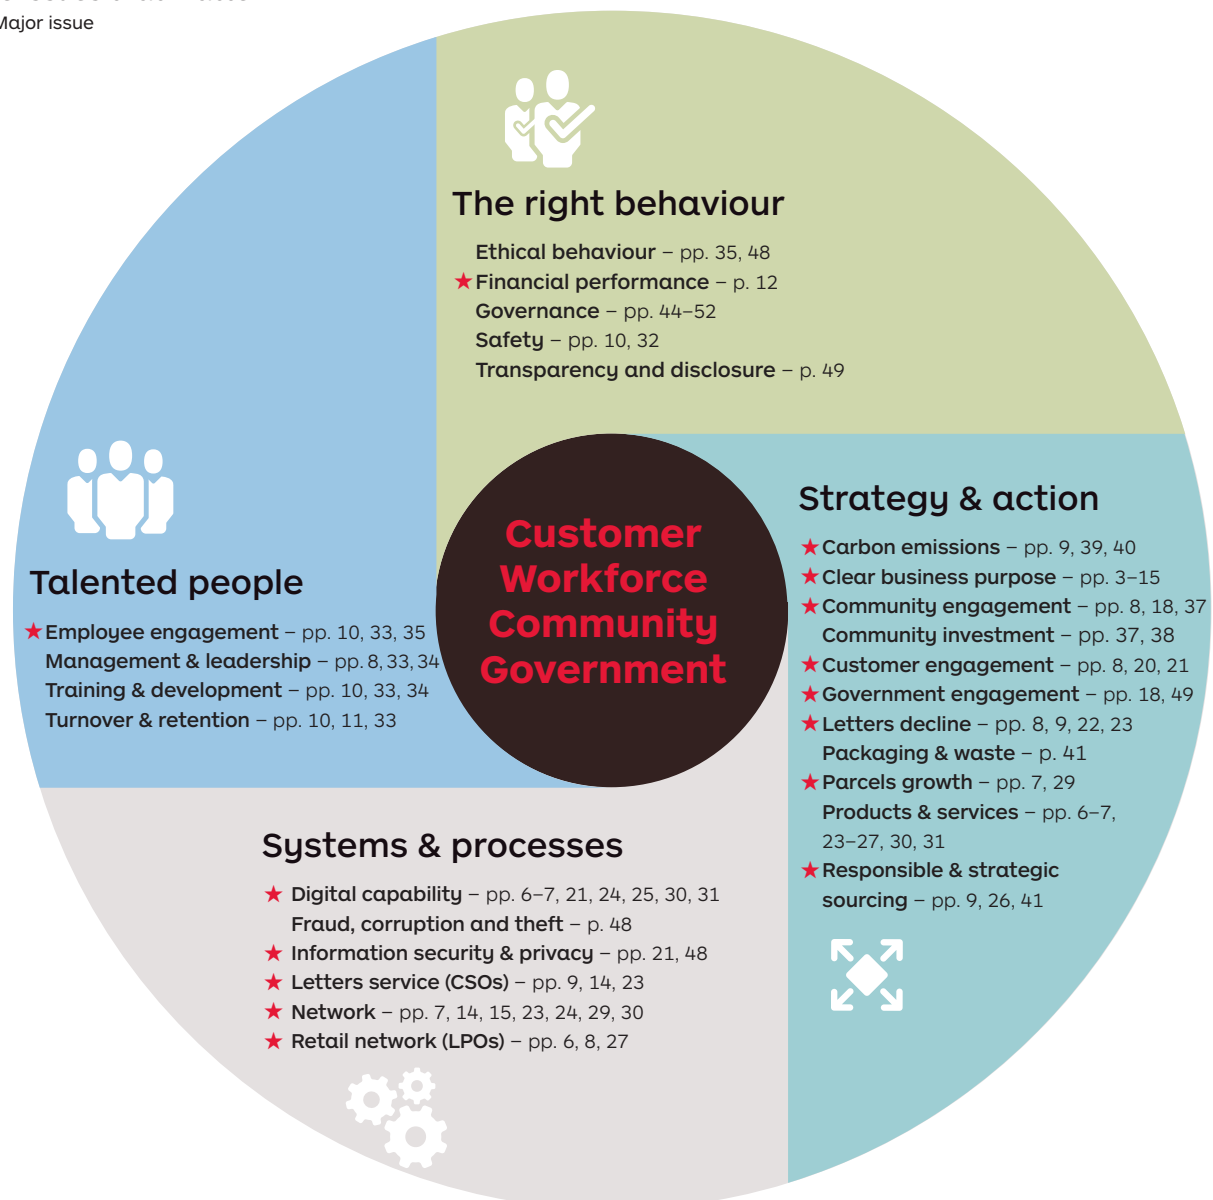 Major issue
The right behaviour
Ethical behaviour – pp. 35, 48
★ Financial performance – p. 12
Governance – pp. 44–52
Safety – pp. 10, 32
Transparency and disclosure – p. 49
Talented people
★ Employee engagement – pp. 10, 33, 35
Management & leadership – pp. 8, 33, 34
Training & development – pp. 10, 33, 34
Turnover & retention – pp. 10, 11, 33
Customer
Workforce
Community
Government
Strategy & action
★ Carbon emissions – pp. 9, 39, 40
★ Clear business purpose – pp. 3–15
★ Community engagement – pp. 8, 18, 37
Community investment – pp. 37, 38
★ Customer engagement – pp. 8, 20, 21
★ Government engagement – pp. 18, 49
★ Letters decline – pp. 8, 9, 22, 23
Packaging & waste – p. 41
★ Parcels growth – pp. 7, 29
Products & services – pp. 6–7,
23–27, 30, 31
★ Responsible & strategic
sourcing – pp. 9, 26, 41
Systems & processes
★ Digital capability – pp. 6–7, 21, 24, 25, 30, 31
Fraud, corruption and theft – p. 48
★ Information security & privacy – pp. 21, 48
★ Letters service (CSOs) – pp. 9, 14, 23
★ Network – pp. 7, 14, 15, 23, 24, 29, 30
★ Retail network (LPOs) – pp. 6, 8, 27